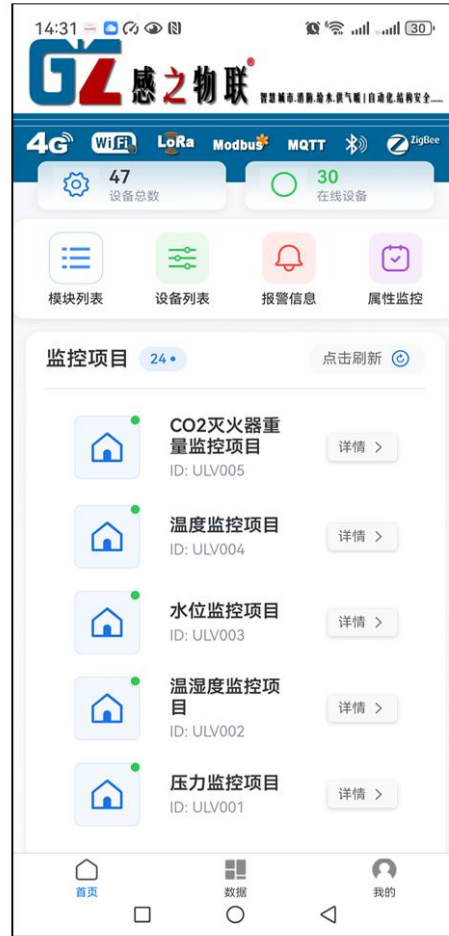 14:31
30
GZ 感之物联®
智慧城市.消防.给水.供气暖|自动化.结构安全......
4G WiFi LoRa Modbus MQTT ZigBee
47
设备总数
30
在线设备
模块列表 设备列表 报警信息 属性监控
监控项目 24
点击刷新
CO2灭火器重
量监控项目
详情 >
ID: ULV005
温度监控项目
详情 >
ID: ULV004
水位监控项目
详情 >
ID: ULV003
温湿度监控项
目
详情 >
ID: ULV002
压力监控项目
详情 >
ID: ULV001
首页 数据 我的